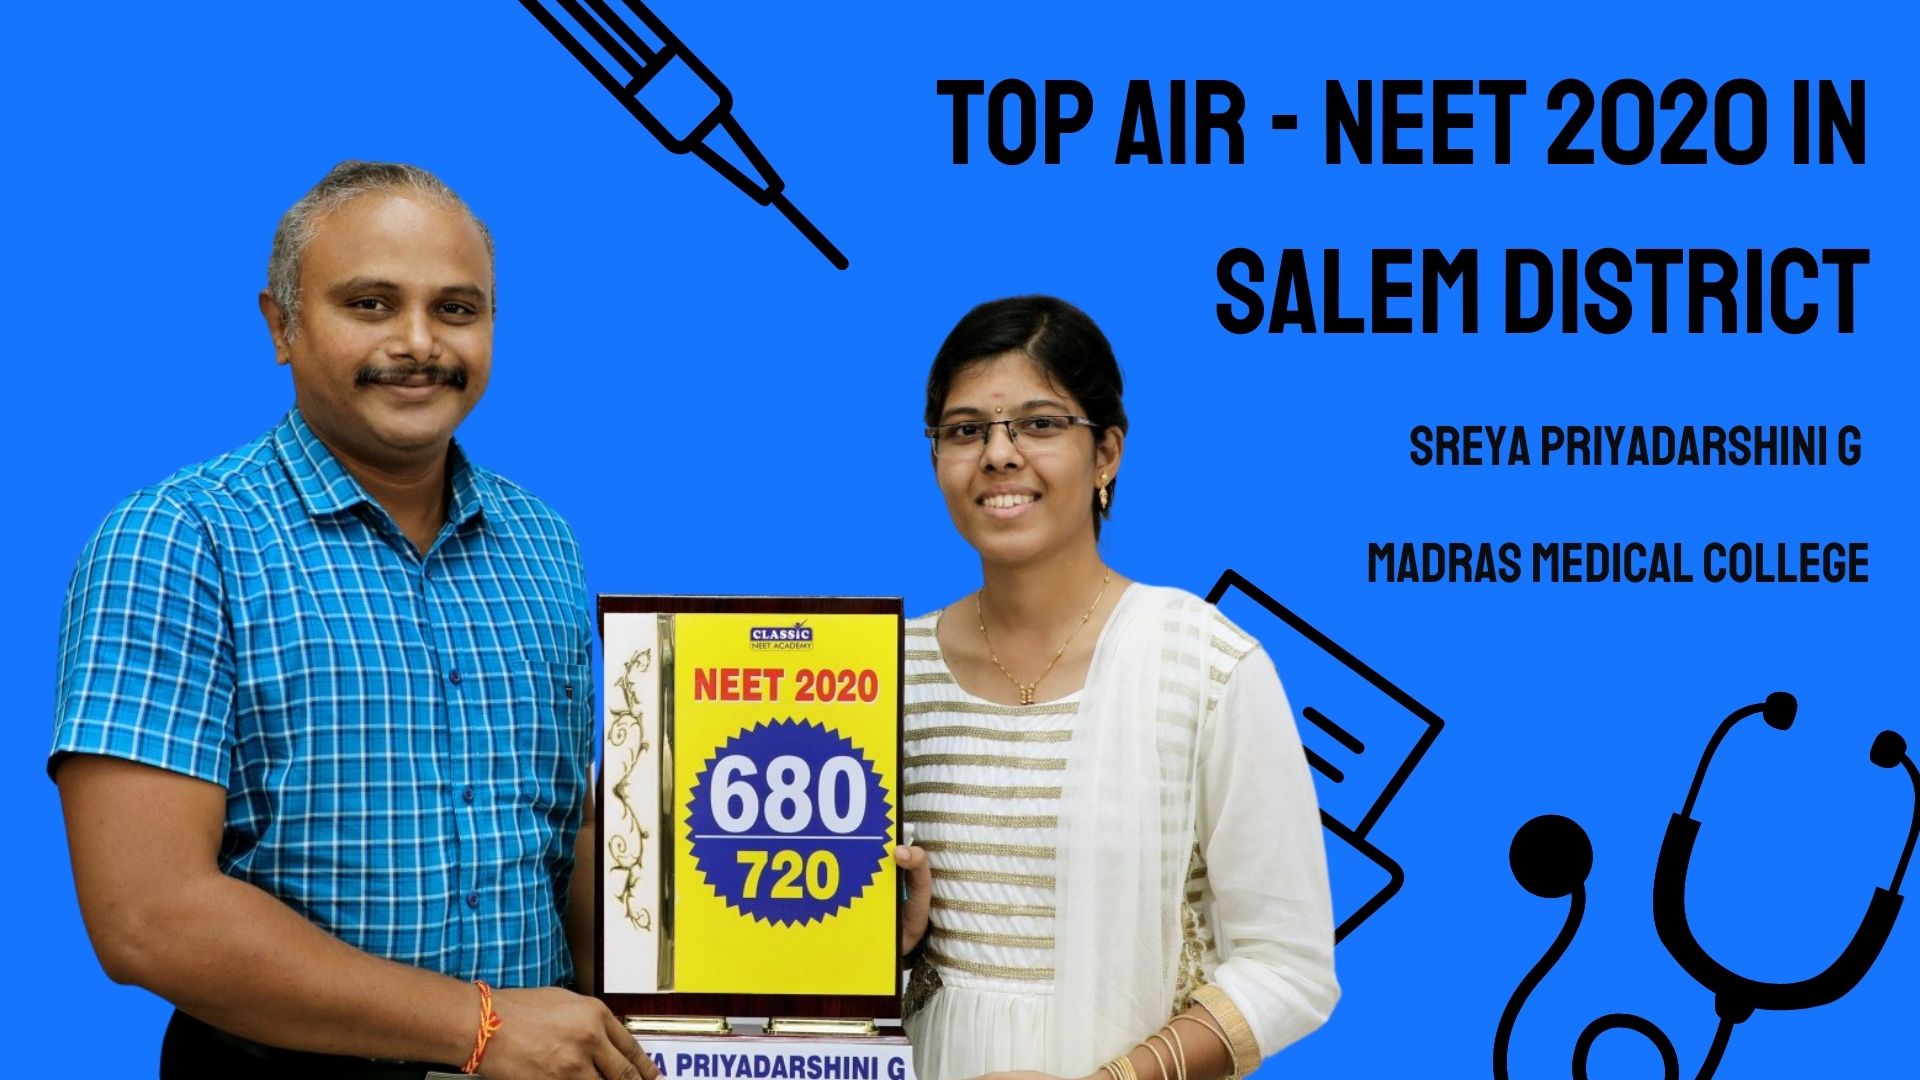 TOP AIR - NEET 2020 IN
SALEM DISTRICT
SREYA PRIYADARSHINI G
MADRAS MEDICAL COLLEGE
CLASSIC
NEET ACADEMY
NEET 2020
680
720
PRIYADARSHINI G